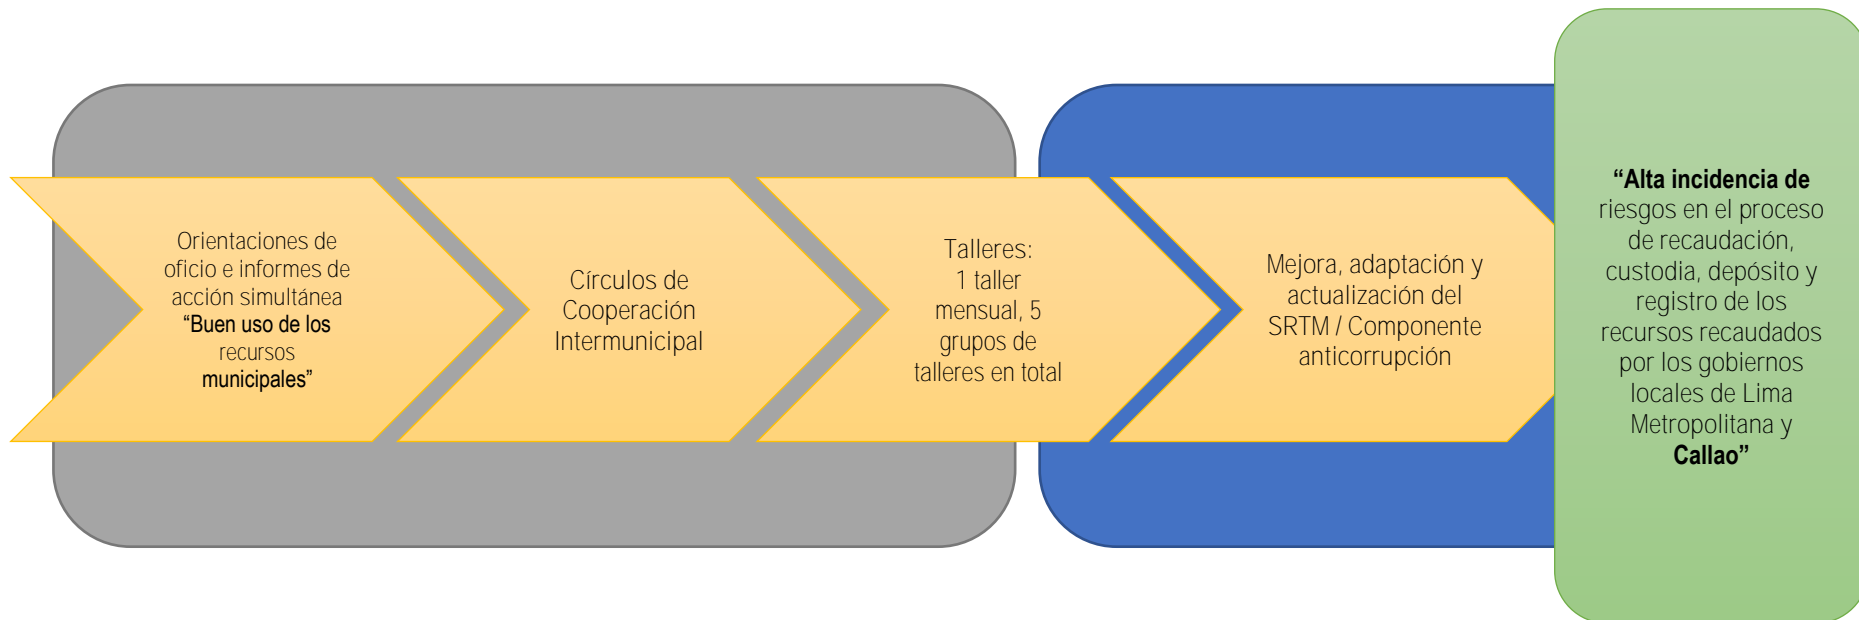 Orientaciones de
oficio e informes de
acción simultánea
“Buen uso de los
recursos
municipales”
Círculos de
Cooperación
Intermunicipal
Talleres:
1 taller
mensual, 5
grupos de
talleres en total
Mejora, adaptación y
actualización del
SRTM / Componente
anticorrupción
“Alta incidencia de
riesgos en el proceso
de recaudación,
custodia, depósito y
registro de los
recursos recaudados
por los gobiernos
locales de Lima
Metropolitana y
Callao”